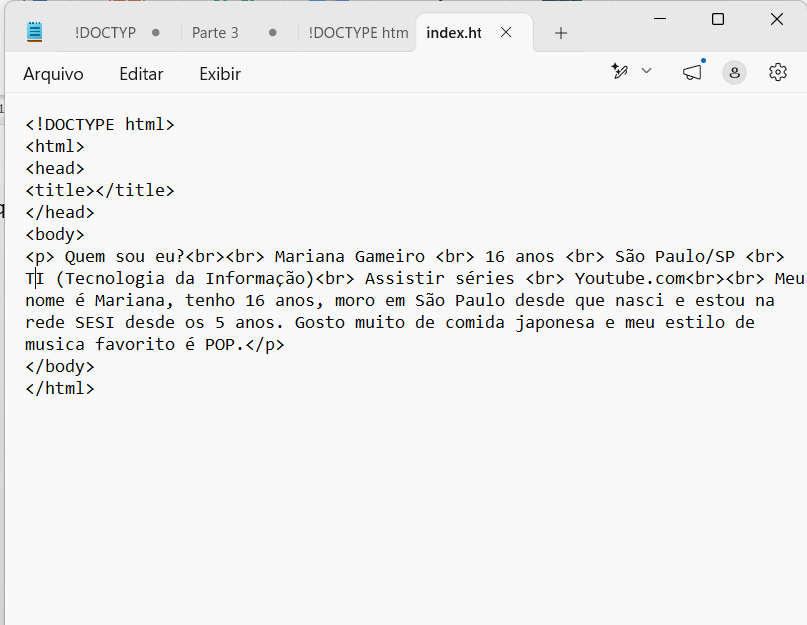 !DOCTYP
Parte 3
!DOCTYPE htm
index.ht
Arquivo
Editar
Exibir
<!DOCTYPE html>
<html>
<head>
<title></title>
</head>
<body>
<p> Quem sou eu?<br><br> Mariana Gameiro <br> 16 anos <br> São Paulo/SP <br>
TI (Tecnologia da Informação)<br> Assistir séries <br> Youtube.com<br><br> Meu
nome é Mariana, tenho 16 anos, moro em São Paulo desde que nasci e estou na
rede SESI desde os 5 anos. Gosto muito de comida japonesa e meu estilo de
musica favorito é POP.</p>
</body>
</html>